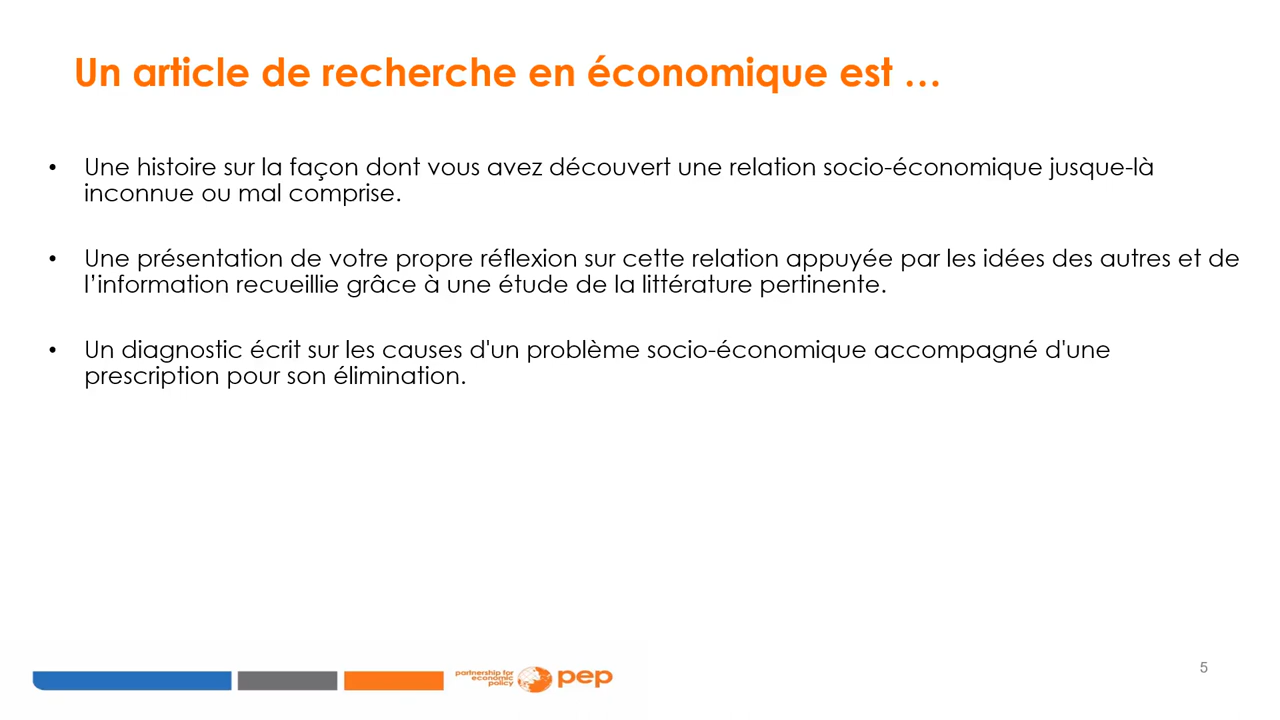 Un article de recherche en économique est …
• Une histoire sur la façon dont vous avez découvert une relation socio-économique jusque-là
inconnue ou mal comprise.
• Une présentation de votre propre réflexion sur cette relation appuyée par les idées des autres et de
l’information recueillie grâce à une étude de la littérature pertinente.
• Un diagnostic écrit sur les causes d'un problème socio-économique accompagné d'une
prescription pour son élimination.
partnership for
economic
policy
pep
5